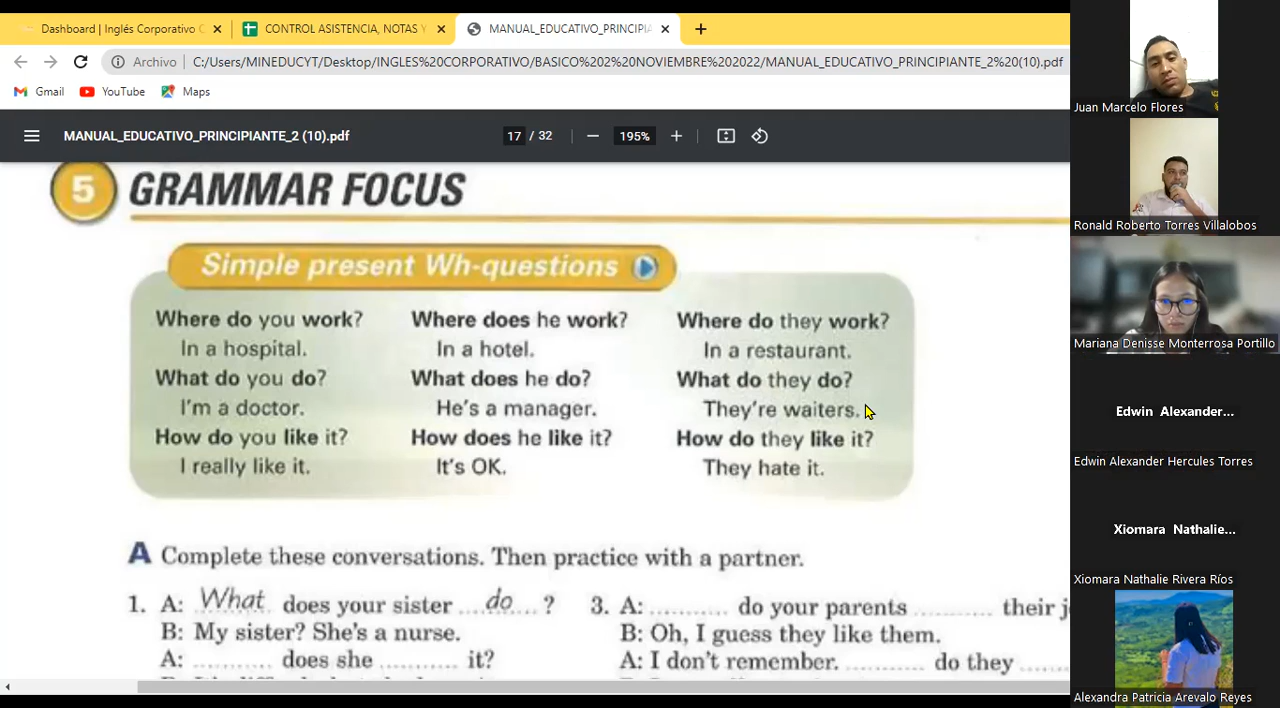 Dashboard | Inglés Corporativo C
CONTROL ASISTENCIA, NOTAS Y
MANUAL_EDUCATIVO_PRINCIPIA
Archivo
C:/Users/MINEDUCYT/Desktop/INGLES%20CORPORATIVO/BASICO%202%20NOVIEMBRE%202022/MANUAL_EDUCATIVO_PRINCIPIANTE_2%20(10).pdf
Gmail
YouTube
Maps
MANUAL_EDUCATIVO_PRINCIPIANTE_2 (10).pdf
17 / 32
195%
5 GRAMMAR FOCUS
Simple present Wh-questions
Where do you work?
In a hospital.
What do you do?
I'm a doctor.
How do you like it?
I really like it.
Where does he work?
In a hotel.
What does he do?
He's a manager.
How does he like it?
It's OK.
Where do they work?
In a restaurant.
What do they do?
They're waiters.
How do they like it?
They hate it.
A Complete these conversations. Then practice with a partner.
1. A: What does your sister do ?
B: My sister? She's a nurse.
A: .......... does she .......... it?
3. A: .......... do your parents .......... their j
B: Oh, I guess they like them.
A: I don't remember. .......... do they ......
Juan Marcelo Flores
Ronald Roberto Torres Villalobos
Mariana Denisse Monterrosa Portillo
Edwin Alexander...
Edwin Alexander Hercules Torres
Xiomara Nathalie...
Xiomara Nathalie Rivera Ríos
Alexandra Patricia Arevalo Reyes